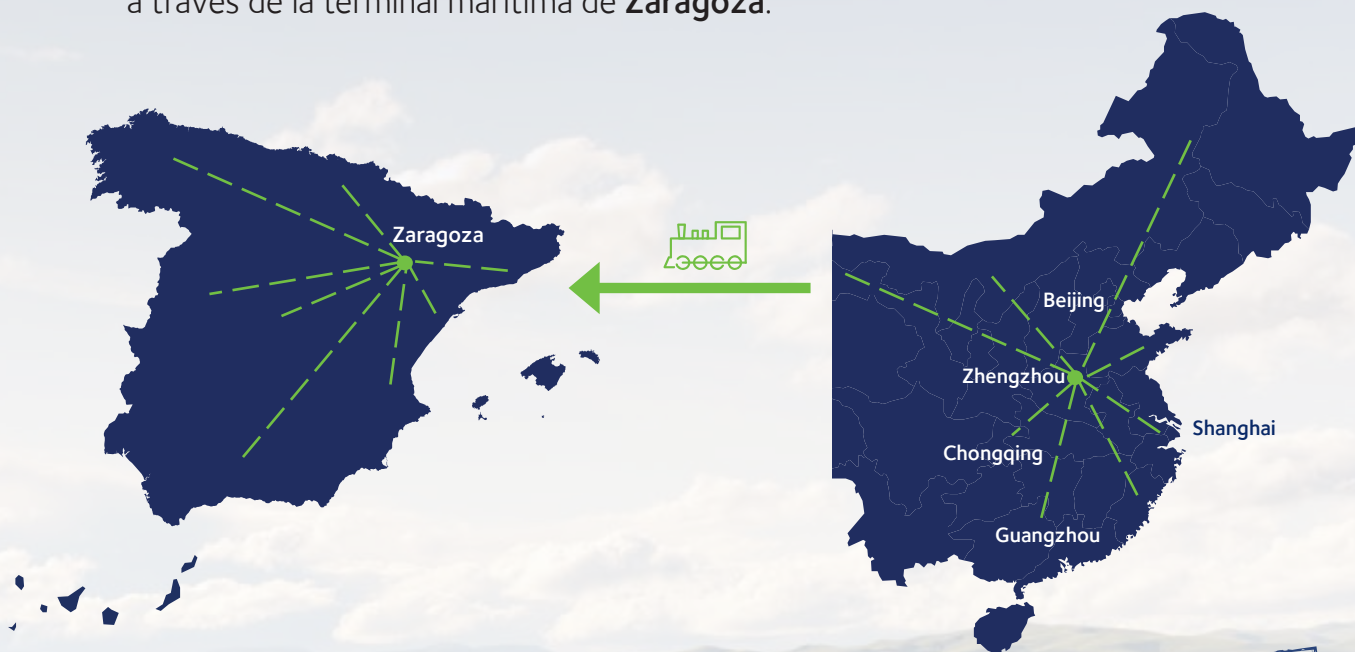 a través de la terminal marítima de Zaragoza.
Zaragoza
Beijing
Zhengzhou
Shanghai
Chongqing
Guangzhou